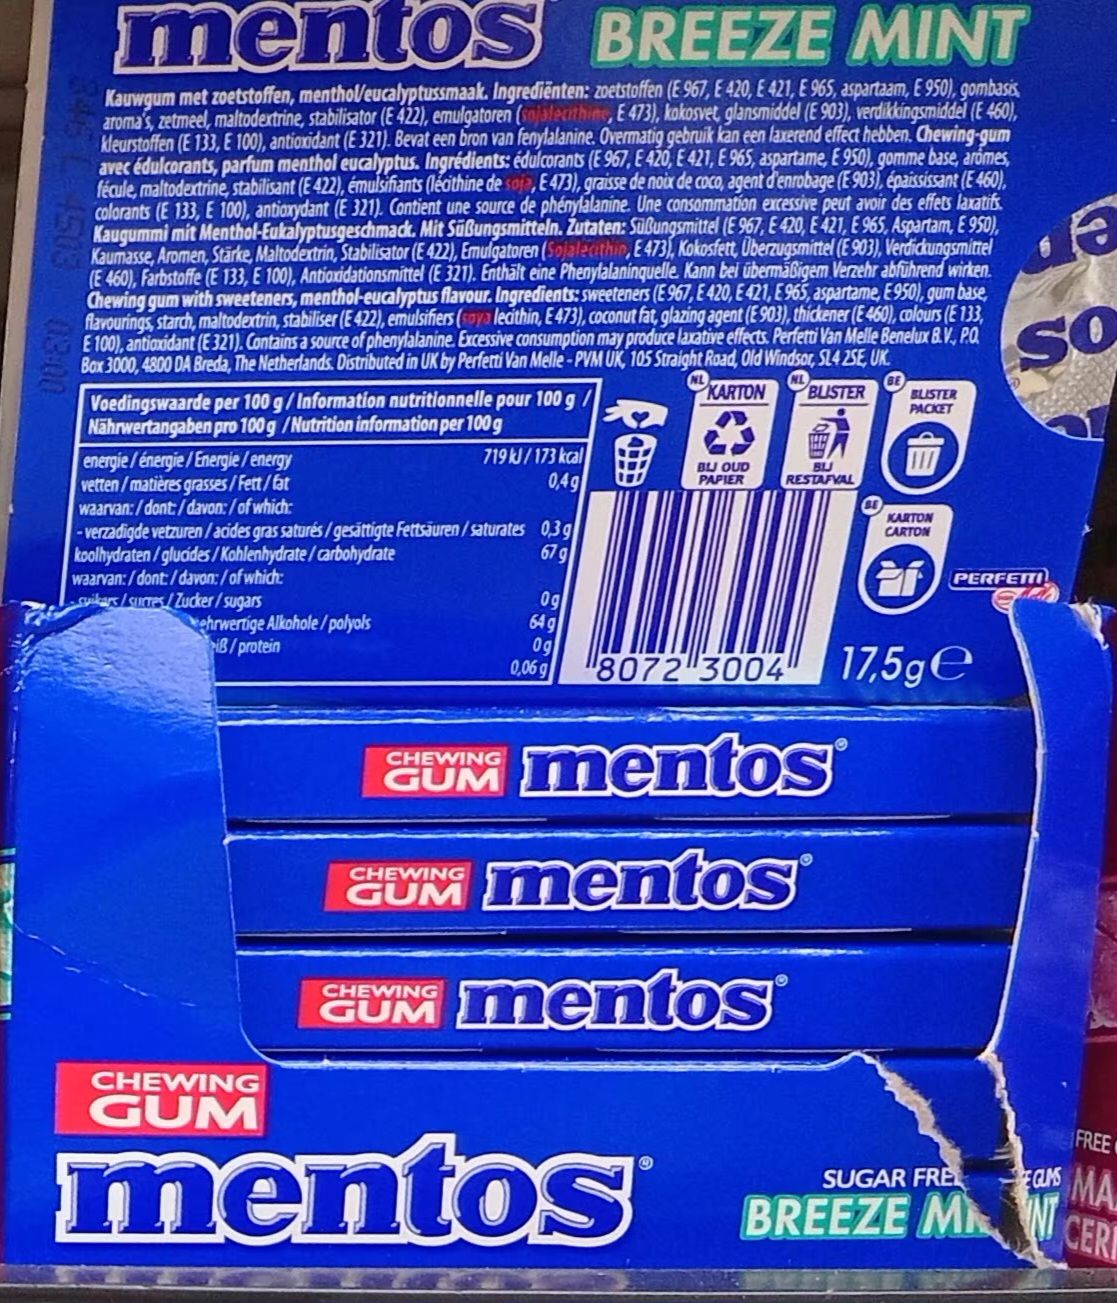 mentos BREEZE MINT
Kauwgum met zoetstoffen, menthol/eucalyptussmaak. Ingrediënten: zoetstoffen (E 967, E 420, E 421, E 965, aspartaam, E 950), gombasis,
aroma's, zetmeel, maltodextrine, stabilisator (E 422), emulgatoren (sojalecithine, E 473), kokosvet, glansmiddel (E 903), verdikkingsmiddel (E 460),
kleurstoffen (E 133, E 100), antioxidant (E 321). Bevat een bron van fenylalanine. Overmatig gebruik kan een laxerend effect hebben. Chewing-gum
avec édulcorants, parfum menthol eucalyptus. Ingrédients: édulcorants (E 967, E 420, E 421, E 965, aspartame, E 950), gomme base, arômes,
fécule, maltodextrine, stabilisant (E 422), émulsifiants (lécithine de soja, E 473), graisse de noix de coco, agent d'enrobage (E 903), épaississant (E 460),
colorants (E 133, E 100), antioxydant (E 321). Contient une source de phénylalanine. Une consommation excessive peut avoir des effets laxatifs.
Kaugummi mit Menthol-Eukalyptusgeschmack. Mit Süßungsmitteln. Zutaten: Süßungsmittel (E 967, E 420, E 421, E 965, Aspartam, E 950),
Kaumasse, Aromen, Stärke, Maltodextrin, Stabilisator (E 422), Emulgatoren (Sojalecithin, E 473), Kokosfett, Überzugsmittel (E 903), Verdickungsmittel
(E 460), Farbstoffe (E 133, E 100), Antioxidationsmittel (E 321). Enthält eine Phenylalaninquelle. Kann bei übermäßigem Verzehr abführend wirken.
Chewing gum with sweeteners, menthol-eucalyptus flavour. Ingredients: sweeteners (E 967, E 420, E 421, E 965, aspartame, E950), gum base,
flavourings, starch, maltodextrin, stabiliser (E 422), emulsifiers (soya lecithin, E 473), coconut fat, glazing agent (E 903), thickener (E 460), colours (E 133,
E 100), antioxidant (E 321). Contains a source of phenylalanine. Excessive consumption may produce laxative effects. Perfetti Van Melle Benelux B.V., P.O.
Box 3000, 4800 DA Breda, The Netherlands. Distributed in UK by Perfetti Van Melle - PVM UK, 105 Straight Road, Old Windsor, SL4 2SE, UK.
Voedingswaarde per 100 g / Information nutritionnelle pour 100 g /
Nährwertangaben pro 100 g / Nutrition information per 100 g
energie / énergie / Energie / energy 719 kJ / 173 kcal
vetten / matières grasses / Fett / fat 0,4 g
waarvan: / dont: / davon: / of which:
- verzadigde vetzuren / acides gras saturés / gesättigte Fettsäuren / saturates 0,3 g
koolhydraten / glucides / Kohlenhydrate / carbohydrate 67 g
waarvan: / dont: / davon: / of which:
- suikers / sucres / Zucker / sugars 0 g
ehrwertige Alkohole / polyols 64 g
iß / protein 0 g
0,06 g
NL KARTON
BIJ OUD
PAPIER
NL BLISTER
BIJ
RESTAFVAL
BE BLISTER
PACKET
BE KARTON
CARTON
PERFETTI
8072 3004
17,5g e
so
CHEWING
GUM
mentos®
CHEWING
GUM
mentos®
CHEWING
GUM
mentos®
CHEWING
GUM
mentos®
SUGAR FREE GUMS
BREEZE MINT
FREE
MA
CER